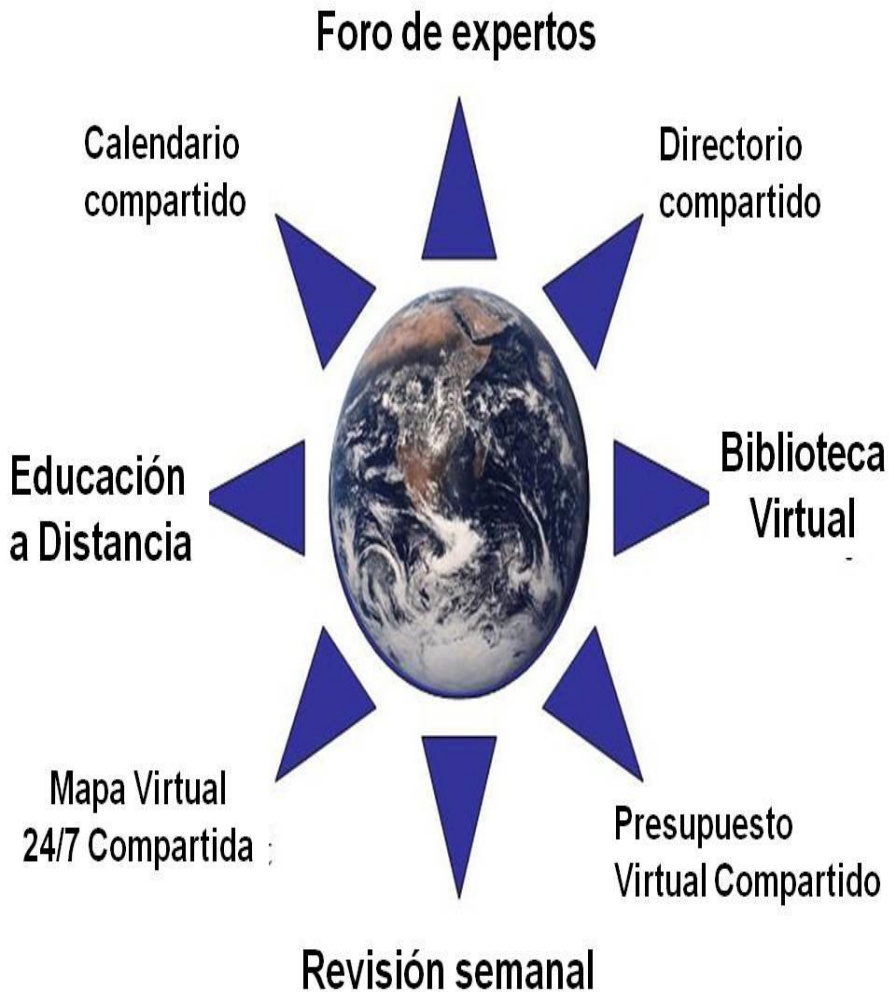 Foro de expertos
Calendario
compartido
Directorio
compartido
Educación
a Distancia
Biblioteca
Virtual
Mapa Virtual
24/7 Compartida
Presupuesto
Virtual Compartido
Revisión semanal